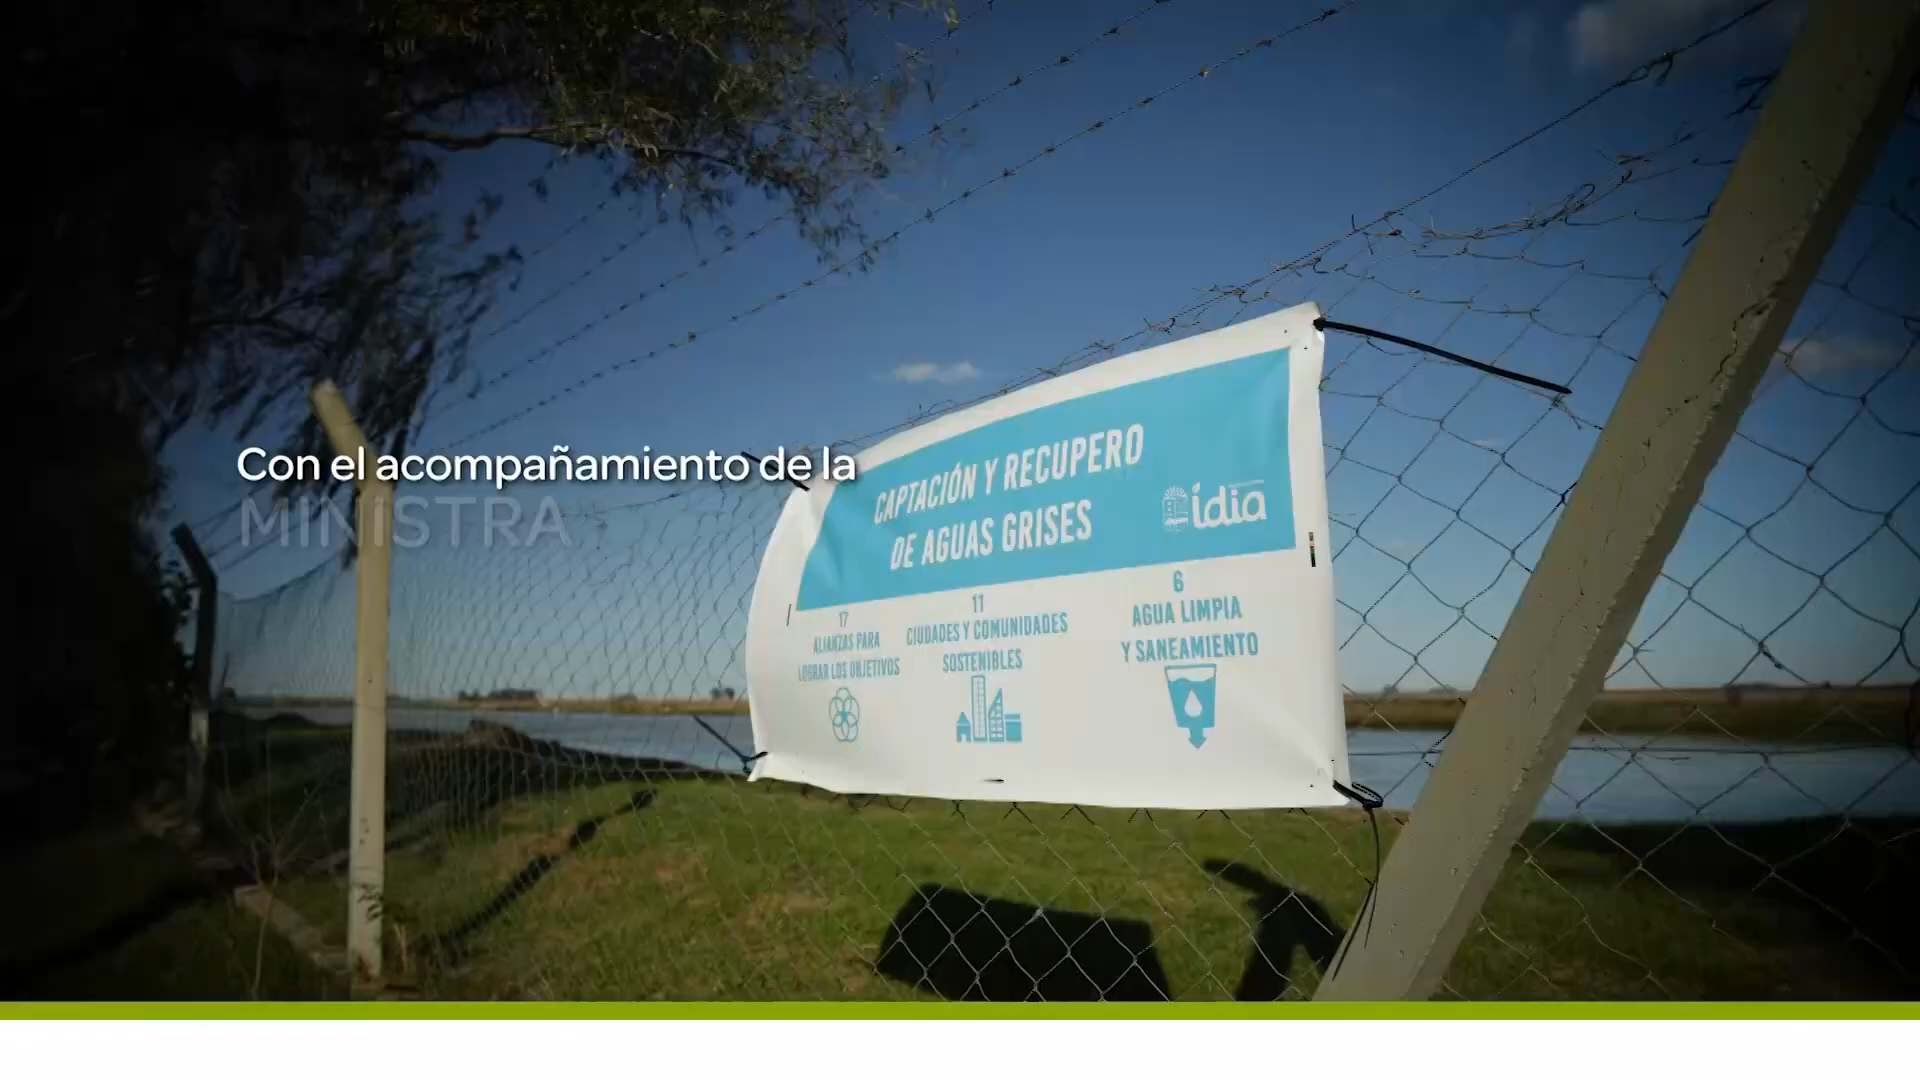 Con el acompañamiento de la
MINISTRA
CAPTACIÓN Y RECUPERO
DE AGUAS GRISES
ídia
17
ALIANZAS PARA
LOGRAR LOS OBJETIVOS
11
CIUDADES Y COMUNIDADES
SOSTENIBLES
6
AGUA LIMPIA
Y SANEAMIENTO